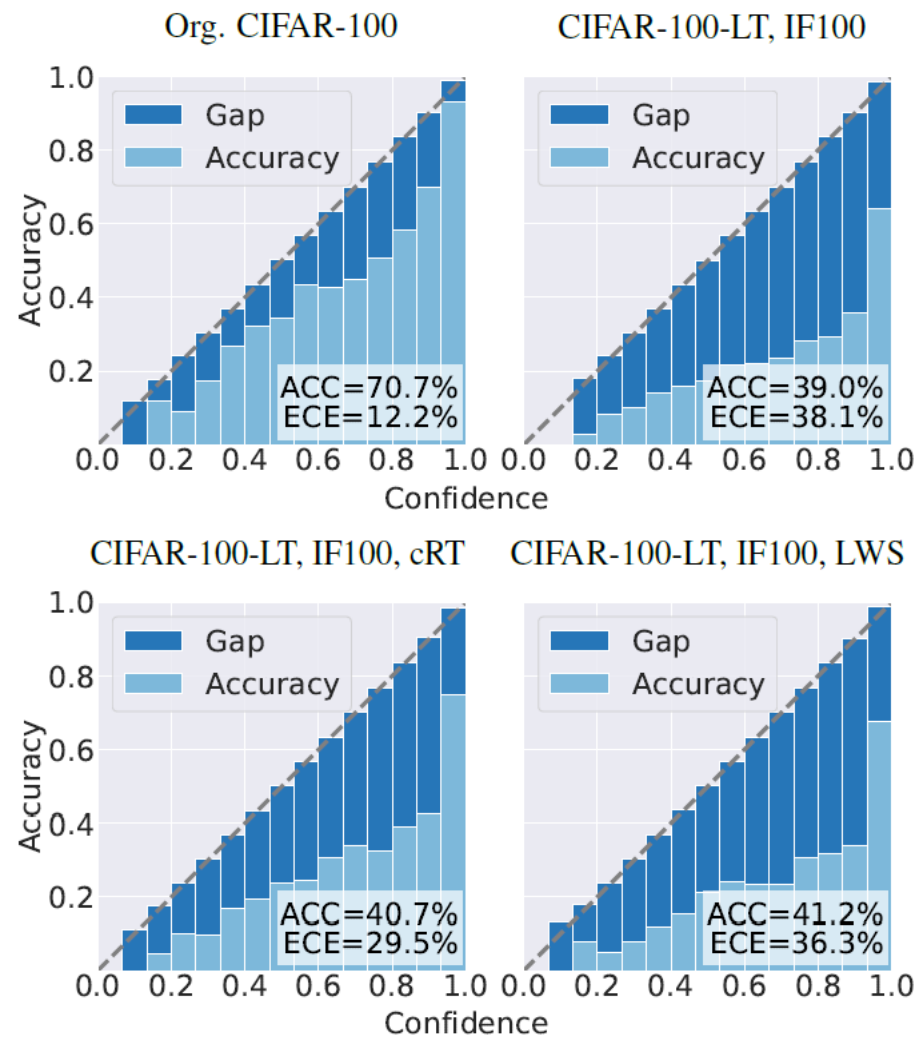 Org. CIFAR-100
CIFAR-100-LT, IF100
1.0
0.8
0.6
0.4
0.2
Accuracy
Gap
Accuracy
ACC=70.7%
ECE=12.2%
0.0 0.2 0.4 0.6 0.8 1.0
Confidence
Gap
Accuracy
ACC=39.0%
ECE=38.1%
0.0 0.2 0.4 0.6 0.8 1.0
Confidence
CIFAR-100-LT, IF100, cRT
CIFAR-100-LT, IF100, LWS
1.0
0.8
0.6
0.4
0.2
Accuracy
Gap
Accuracy
ACC=40.7%
ECE=29.5%
0.0 0.2 0.4 0.6 0.8 1.0
Confidence
Gap
Accuracy
ACC=41.2%
ECE=36.3%
0.0 0.2 0.4 0.6 0.8 1.0
Confidence